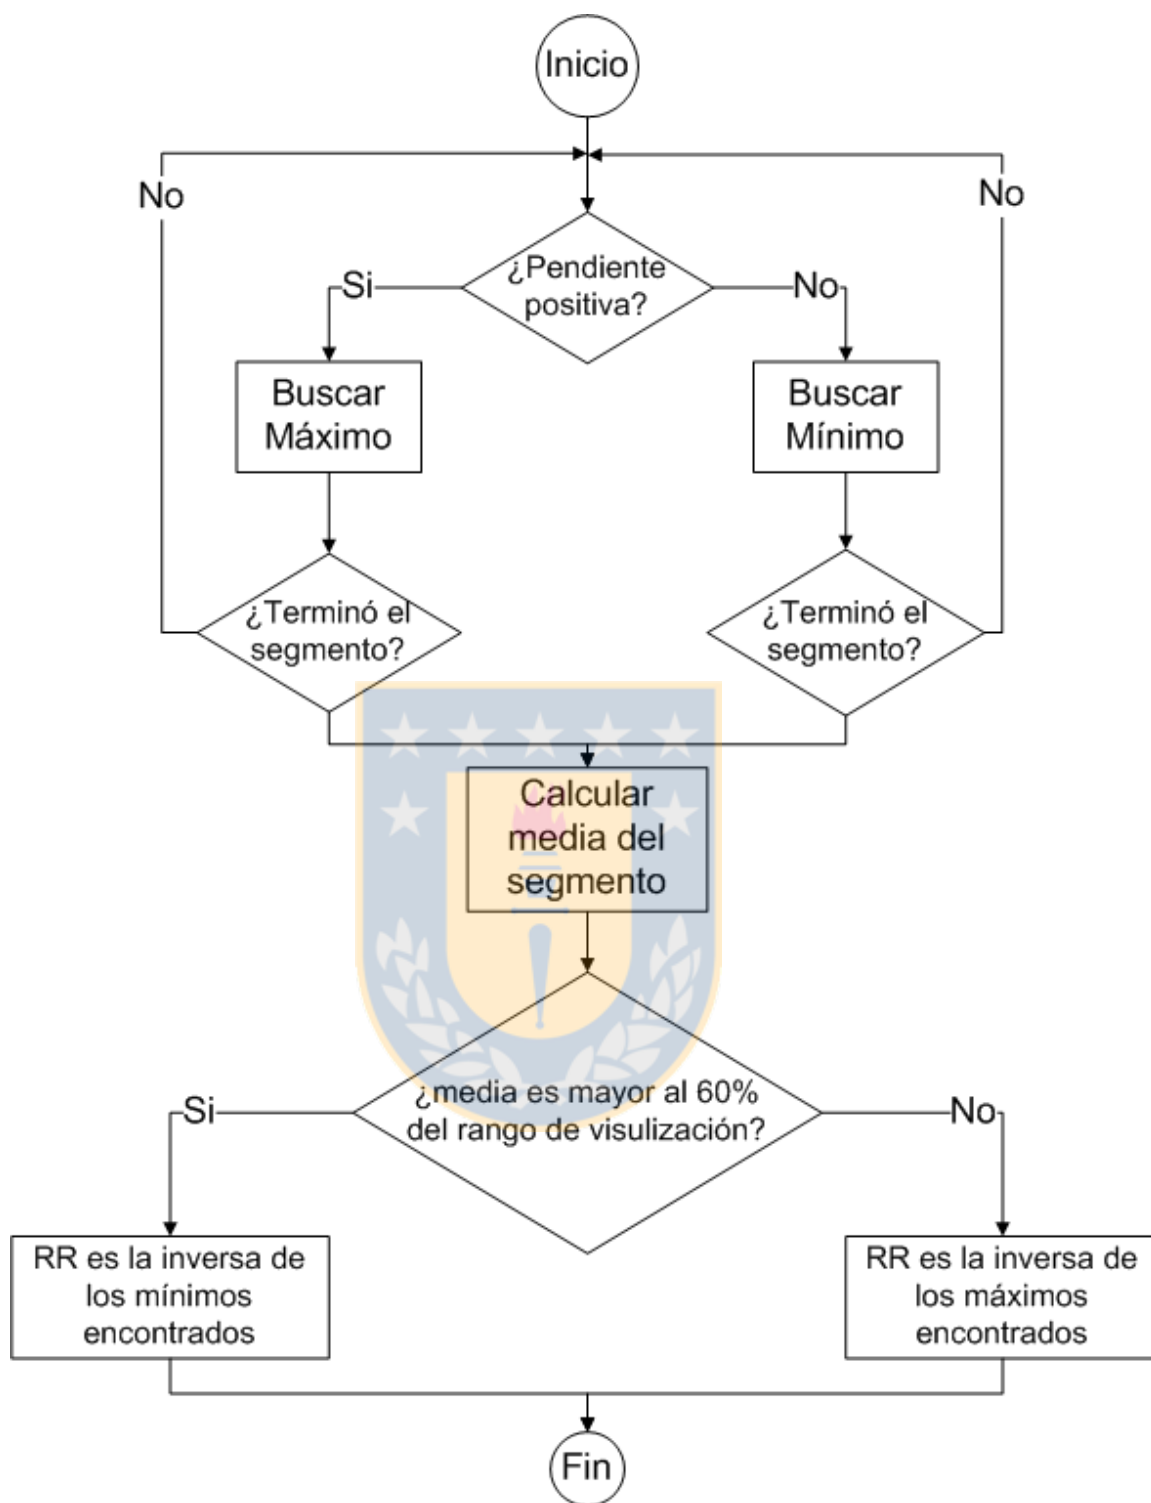 Inicio
No
No
¿Pendiente
positiva?
Si
No
Buscar
Máximo
Buscar
Mínimo
¿Terminó el
segmento?
¿Terminó el
segmento?
Calcular
media del
segmento
¿media es mayor al 60%
del rango de visulización?
Si
No
RR es la inversa de
los mínimos
encontrados
RR es la inversa de
los máximos
encontrados
Fin